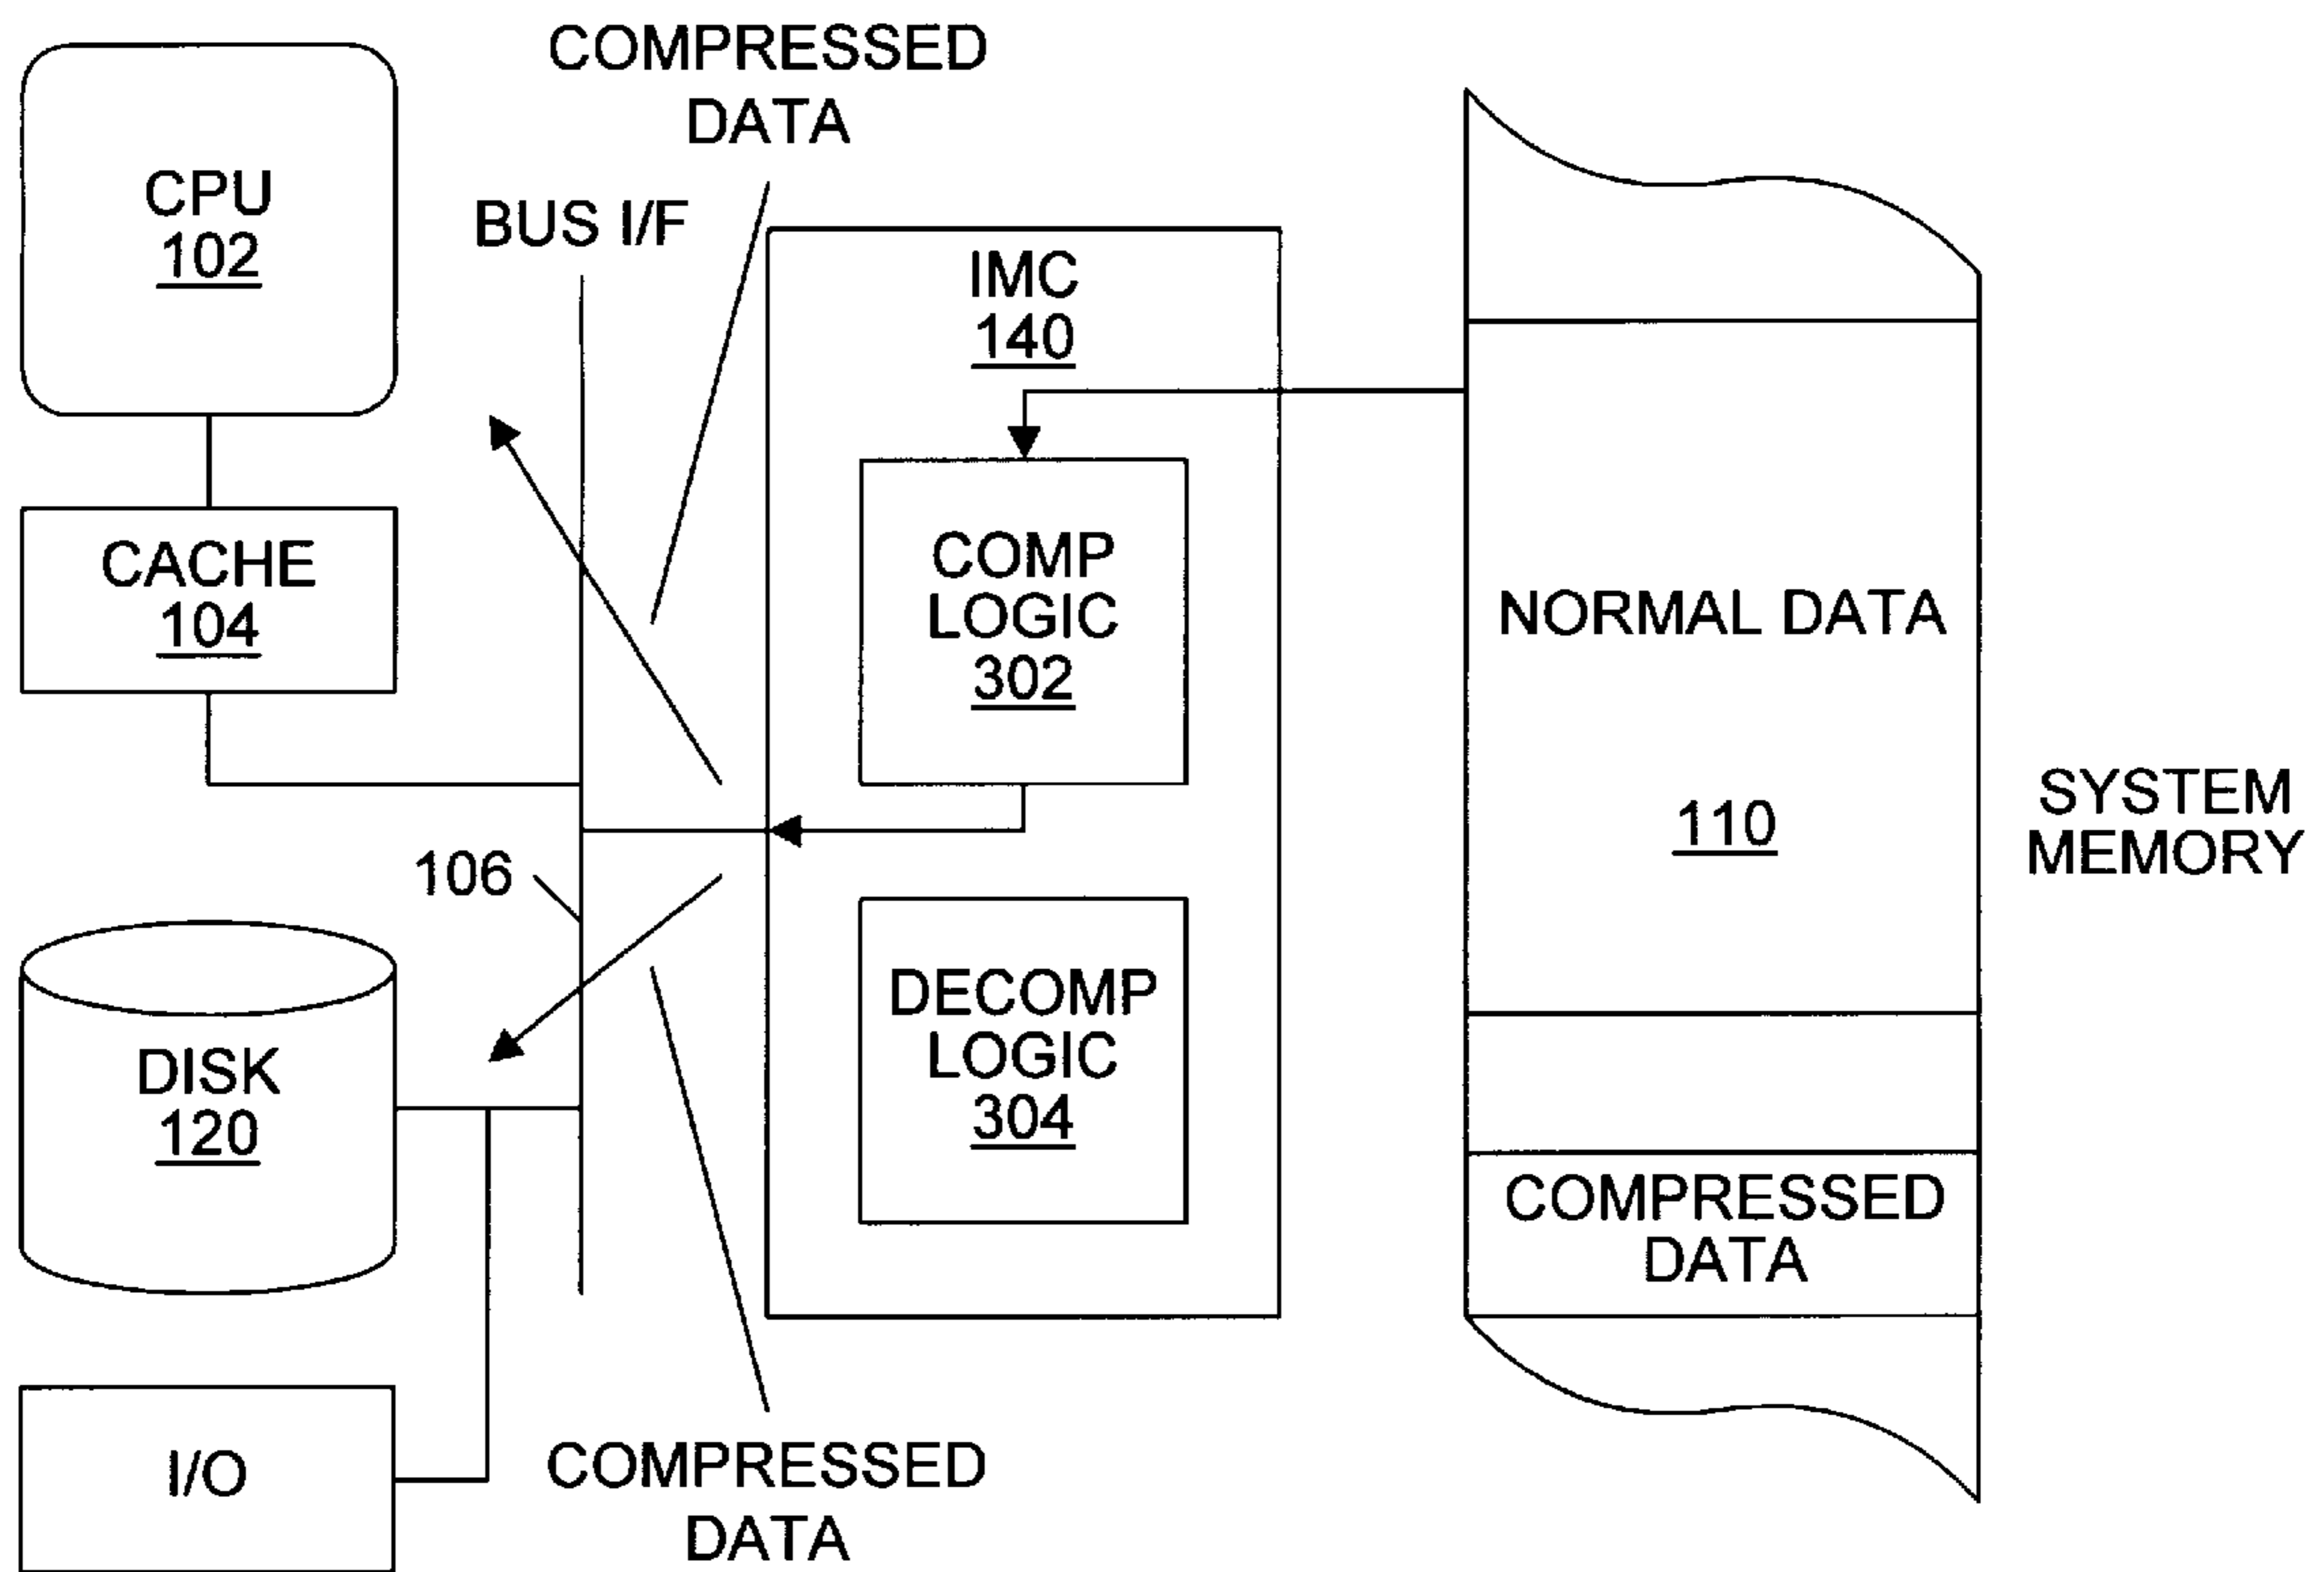 COMPRESSED
DATA
CPU
102
BUS I/F
IMC
140
CACHE
104
COMP
LOGIC
302
NORMAL DATA
110
SYSTEM
MEMORY
106
DISK
120
DECOMP
LOGIC
304
COMPRESSED
DATA
I/O
COMPRESSED
DATA